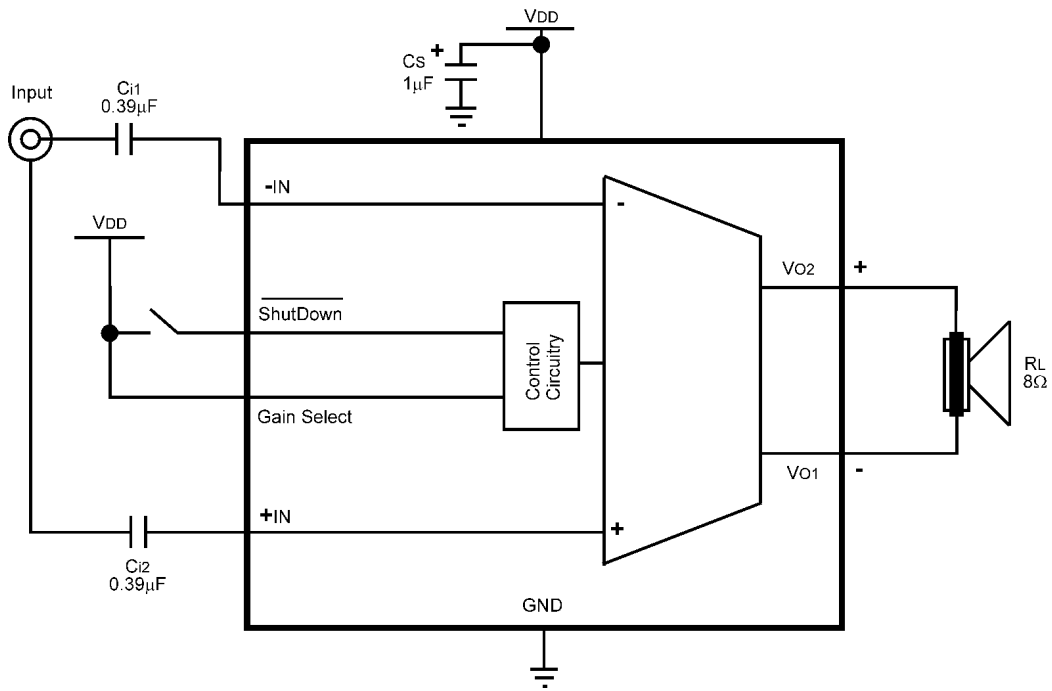 VDD
CS +
1µF
Input
Ci1
0.39µF
-IN
-
VDD
VO2 +
ShutDown
Control
Circuitry
RL
8Ω
Gain Select
VO1 -
+IN
+
Ci2
0.39µF
GND